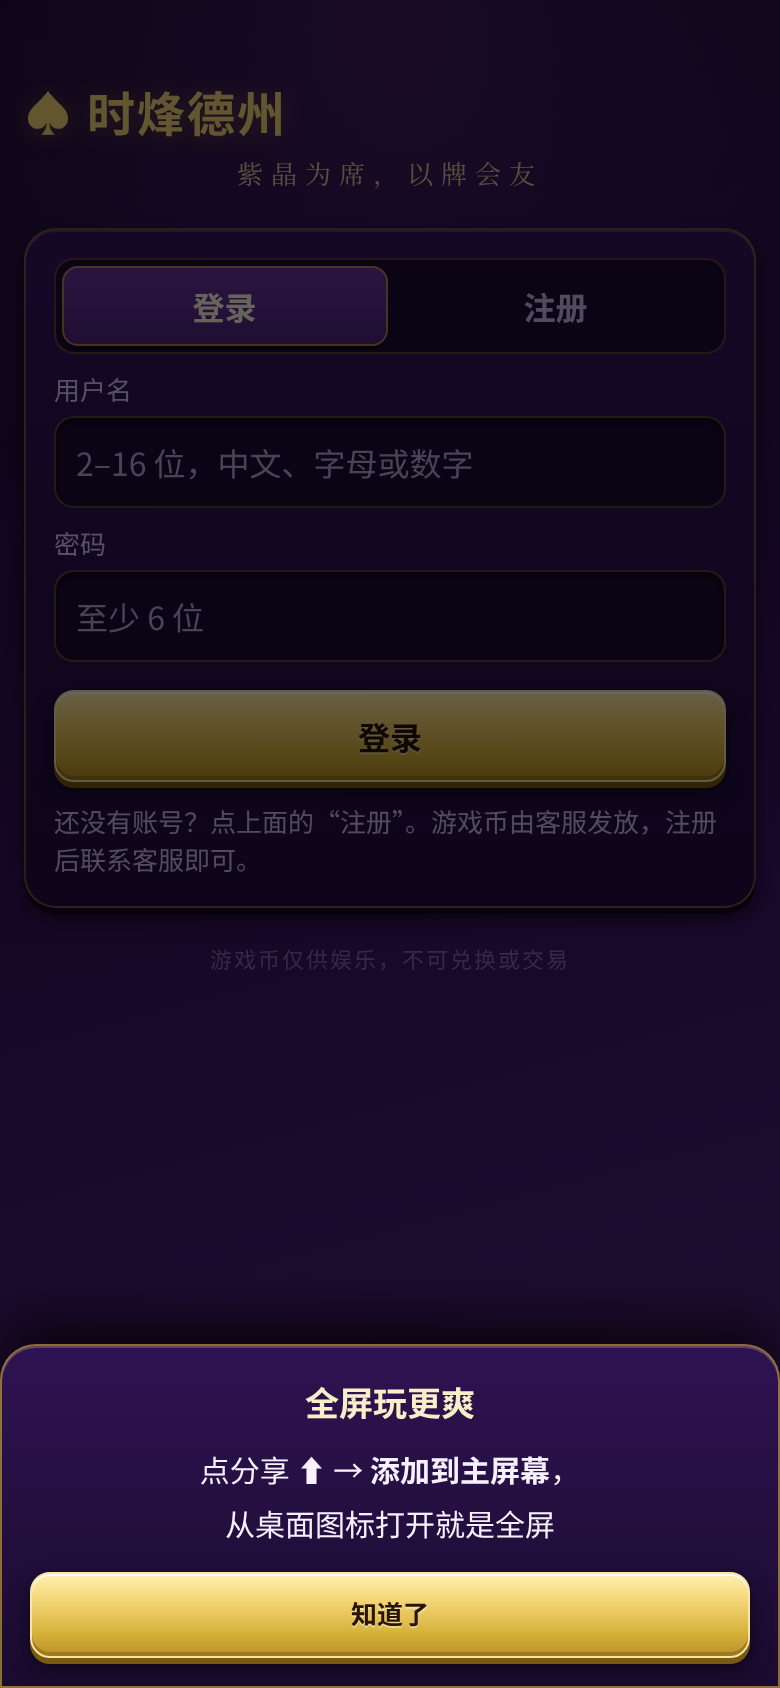 ♠ 时烽德州
紫晶为席，以牌会友
登录
注册
用户名
2–16 位，中文、字母或数字
密码
至少 6 位
登录
还没有账号？点上面的“注册”。游戏币由客服发放，注册
后联系客服即可。
游戏币仅供娱乐，不可兑换或交易
全屏玩更爽
点分享 ⬆ → 添加到主屏幕，
从桌面图标打开就是全屏
知道了